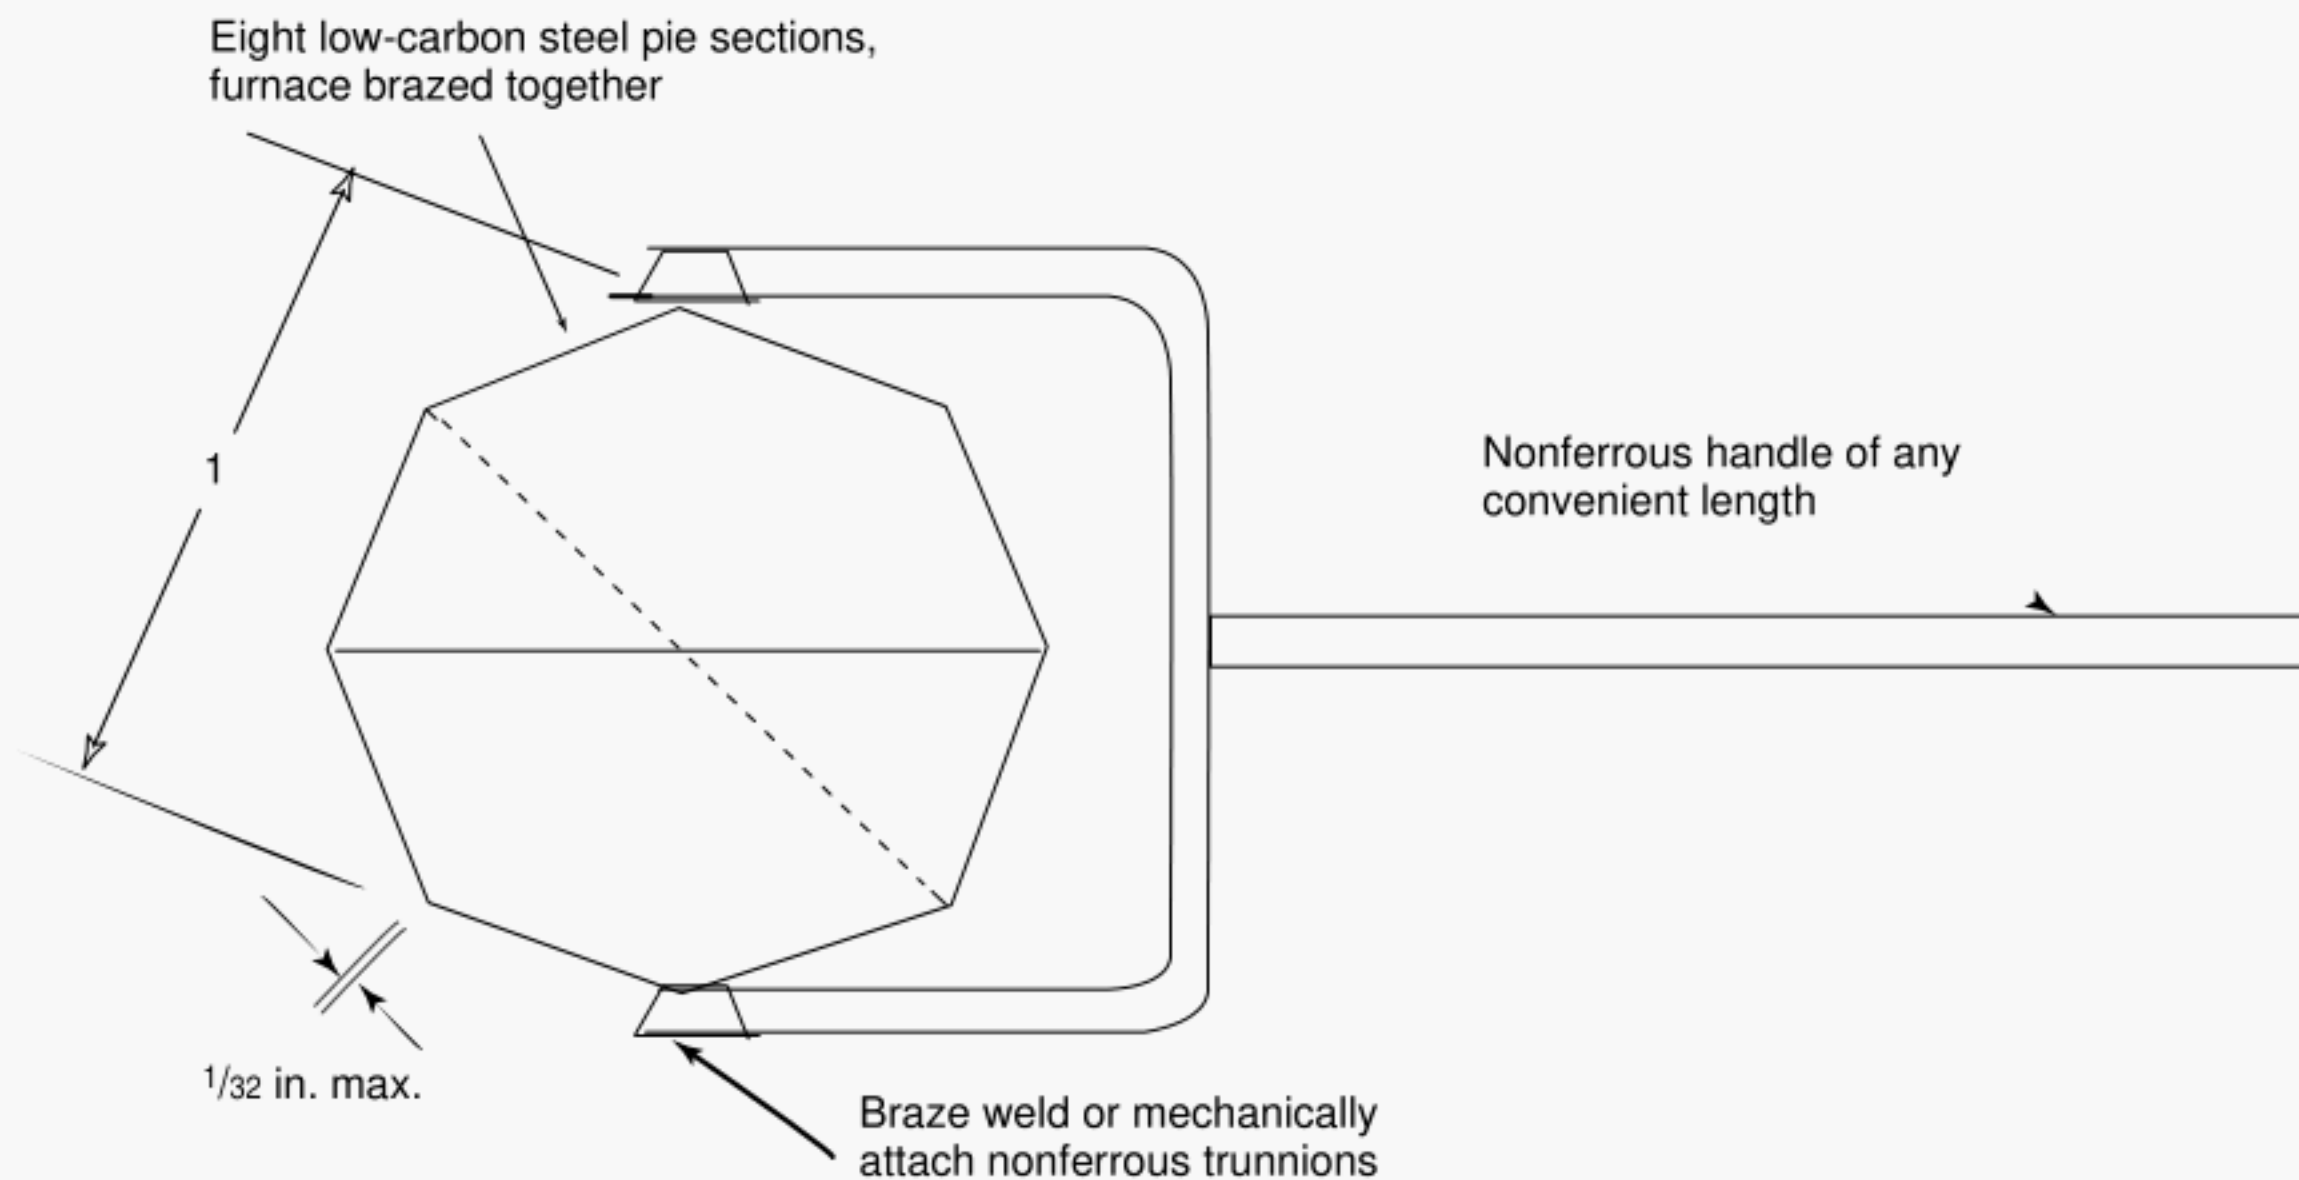 Eight low-carbon steel pie sections,
furnace brazed together
1
Nonferrous handle of any
convenient length
1/32 in. max.
Braze weld or mechanically
attach nonferrous trunnions